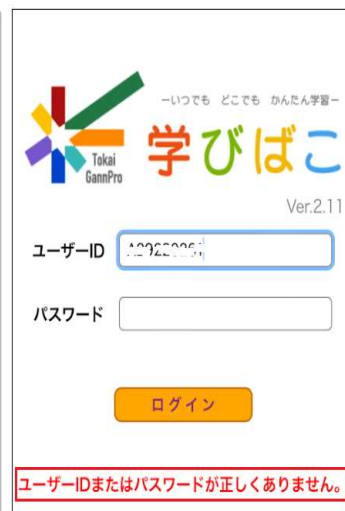 −いつでも どこでも かんたん学習−
Tokai
GannPro
学びばこ
Ver.2.11
ユーザーID
パスワード
ログイン
ユーザーIDまたはパスワードが正しくありません。